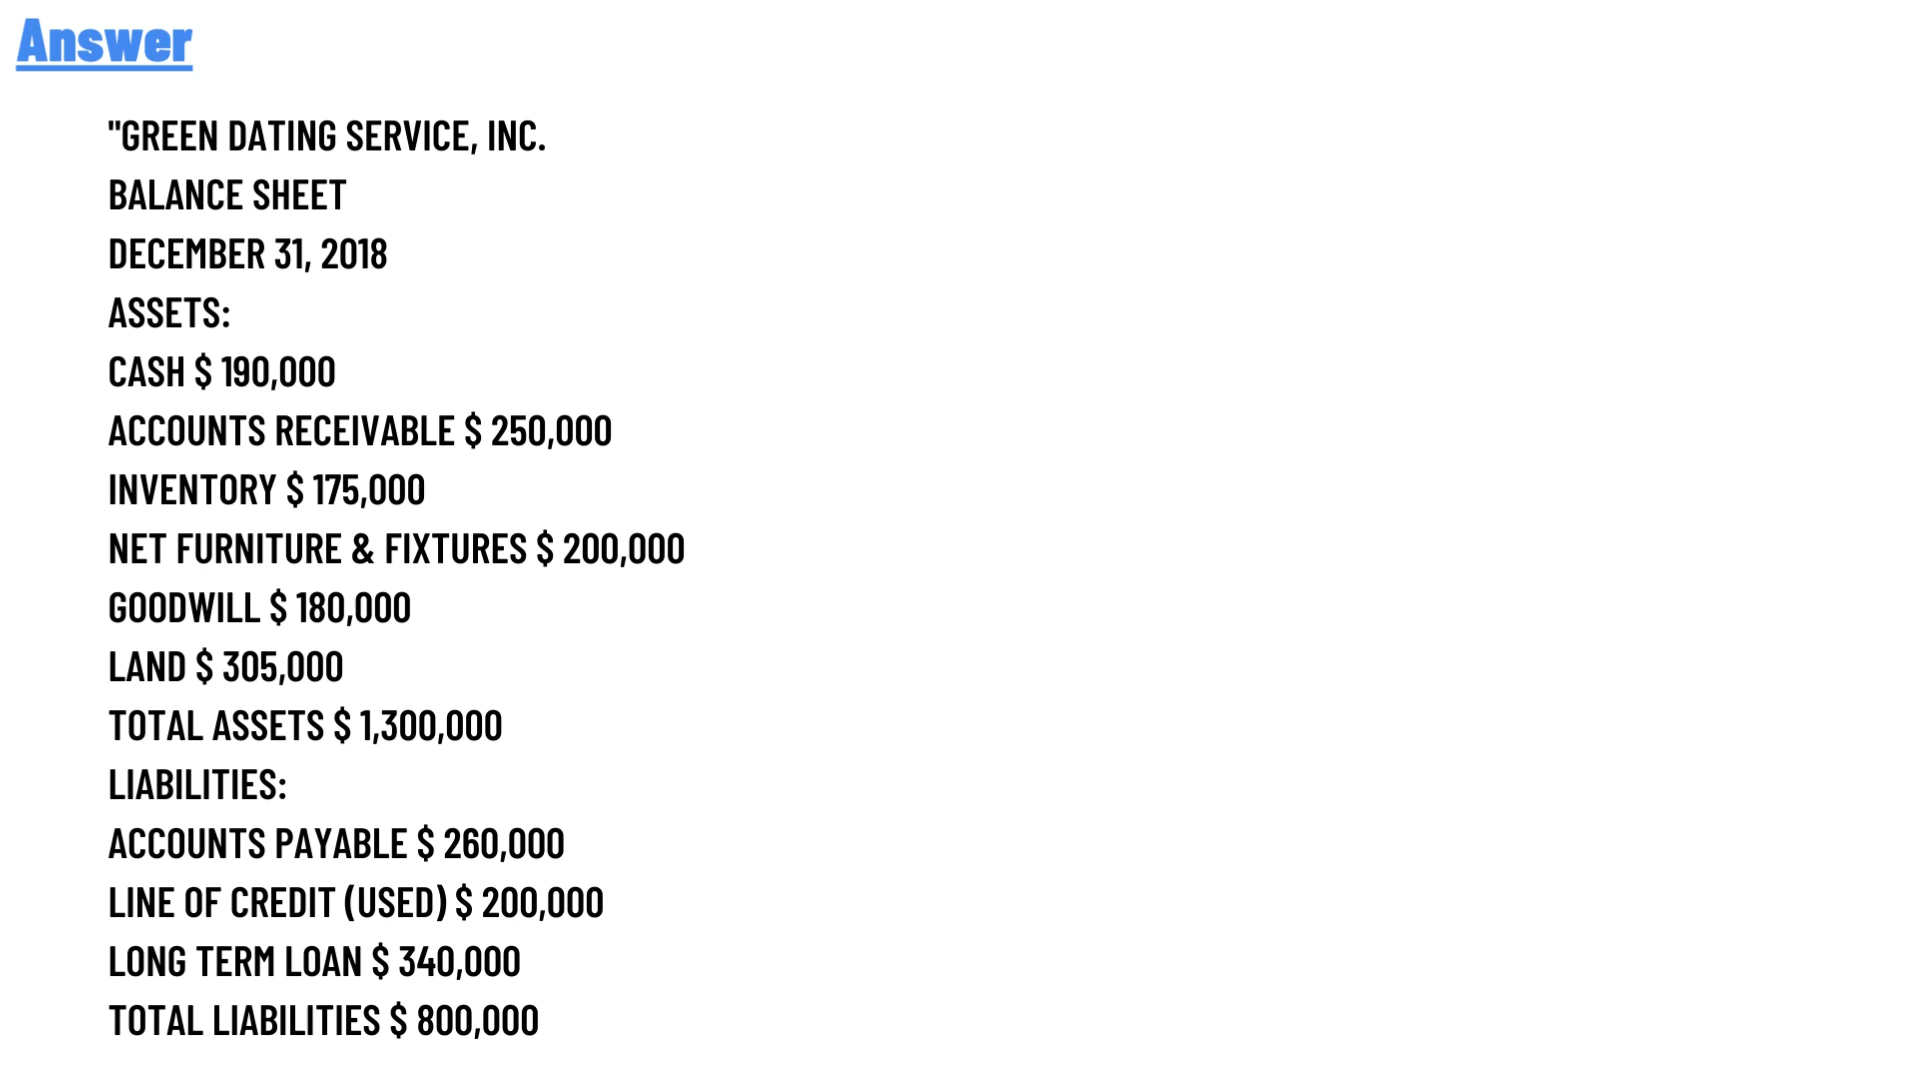 Answer
"GREEN DATING SERVICE, INC.
BALANCE SHEET
DECEMBER 31, 2018
ASSETS:
CASH $ 190,000
ACCOUNTS RECEIVABLE $ 250,000
INVENTORY $ 175,000
NET FURNITURE & FIXTURES $ 200,000
GOODWILL $ 180,000
LAND $ 305,000
TOTAL ASSETS $ 1,300,000
LIABILITIES:
ACCOUNTS PAYABLE $ 260,000
LINE OF CREDIT (USED) $ 200,000
LONG TERM LOAN $ 340,000
TOTAL LIABILITIES $ 800,000